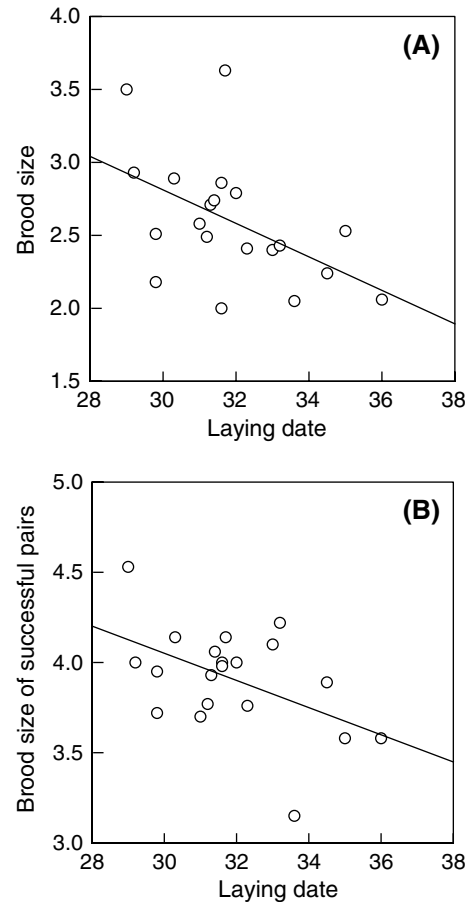 (A)
4.0
3.5
3.0
2.5
2.0
1.5
Brood size
28 30 32 34 36 38
Laying date
(B)
5.0
4.5
4.0
3.5
3.0
Brood size of successful pairs
28 30 32 34 36 38
Laying date